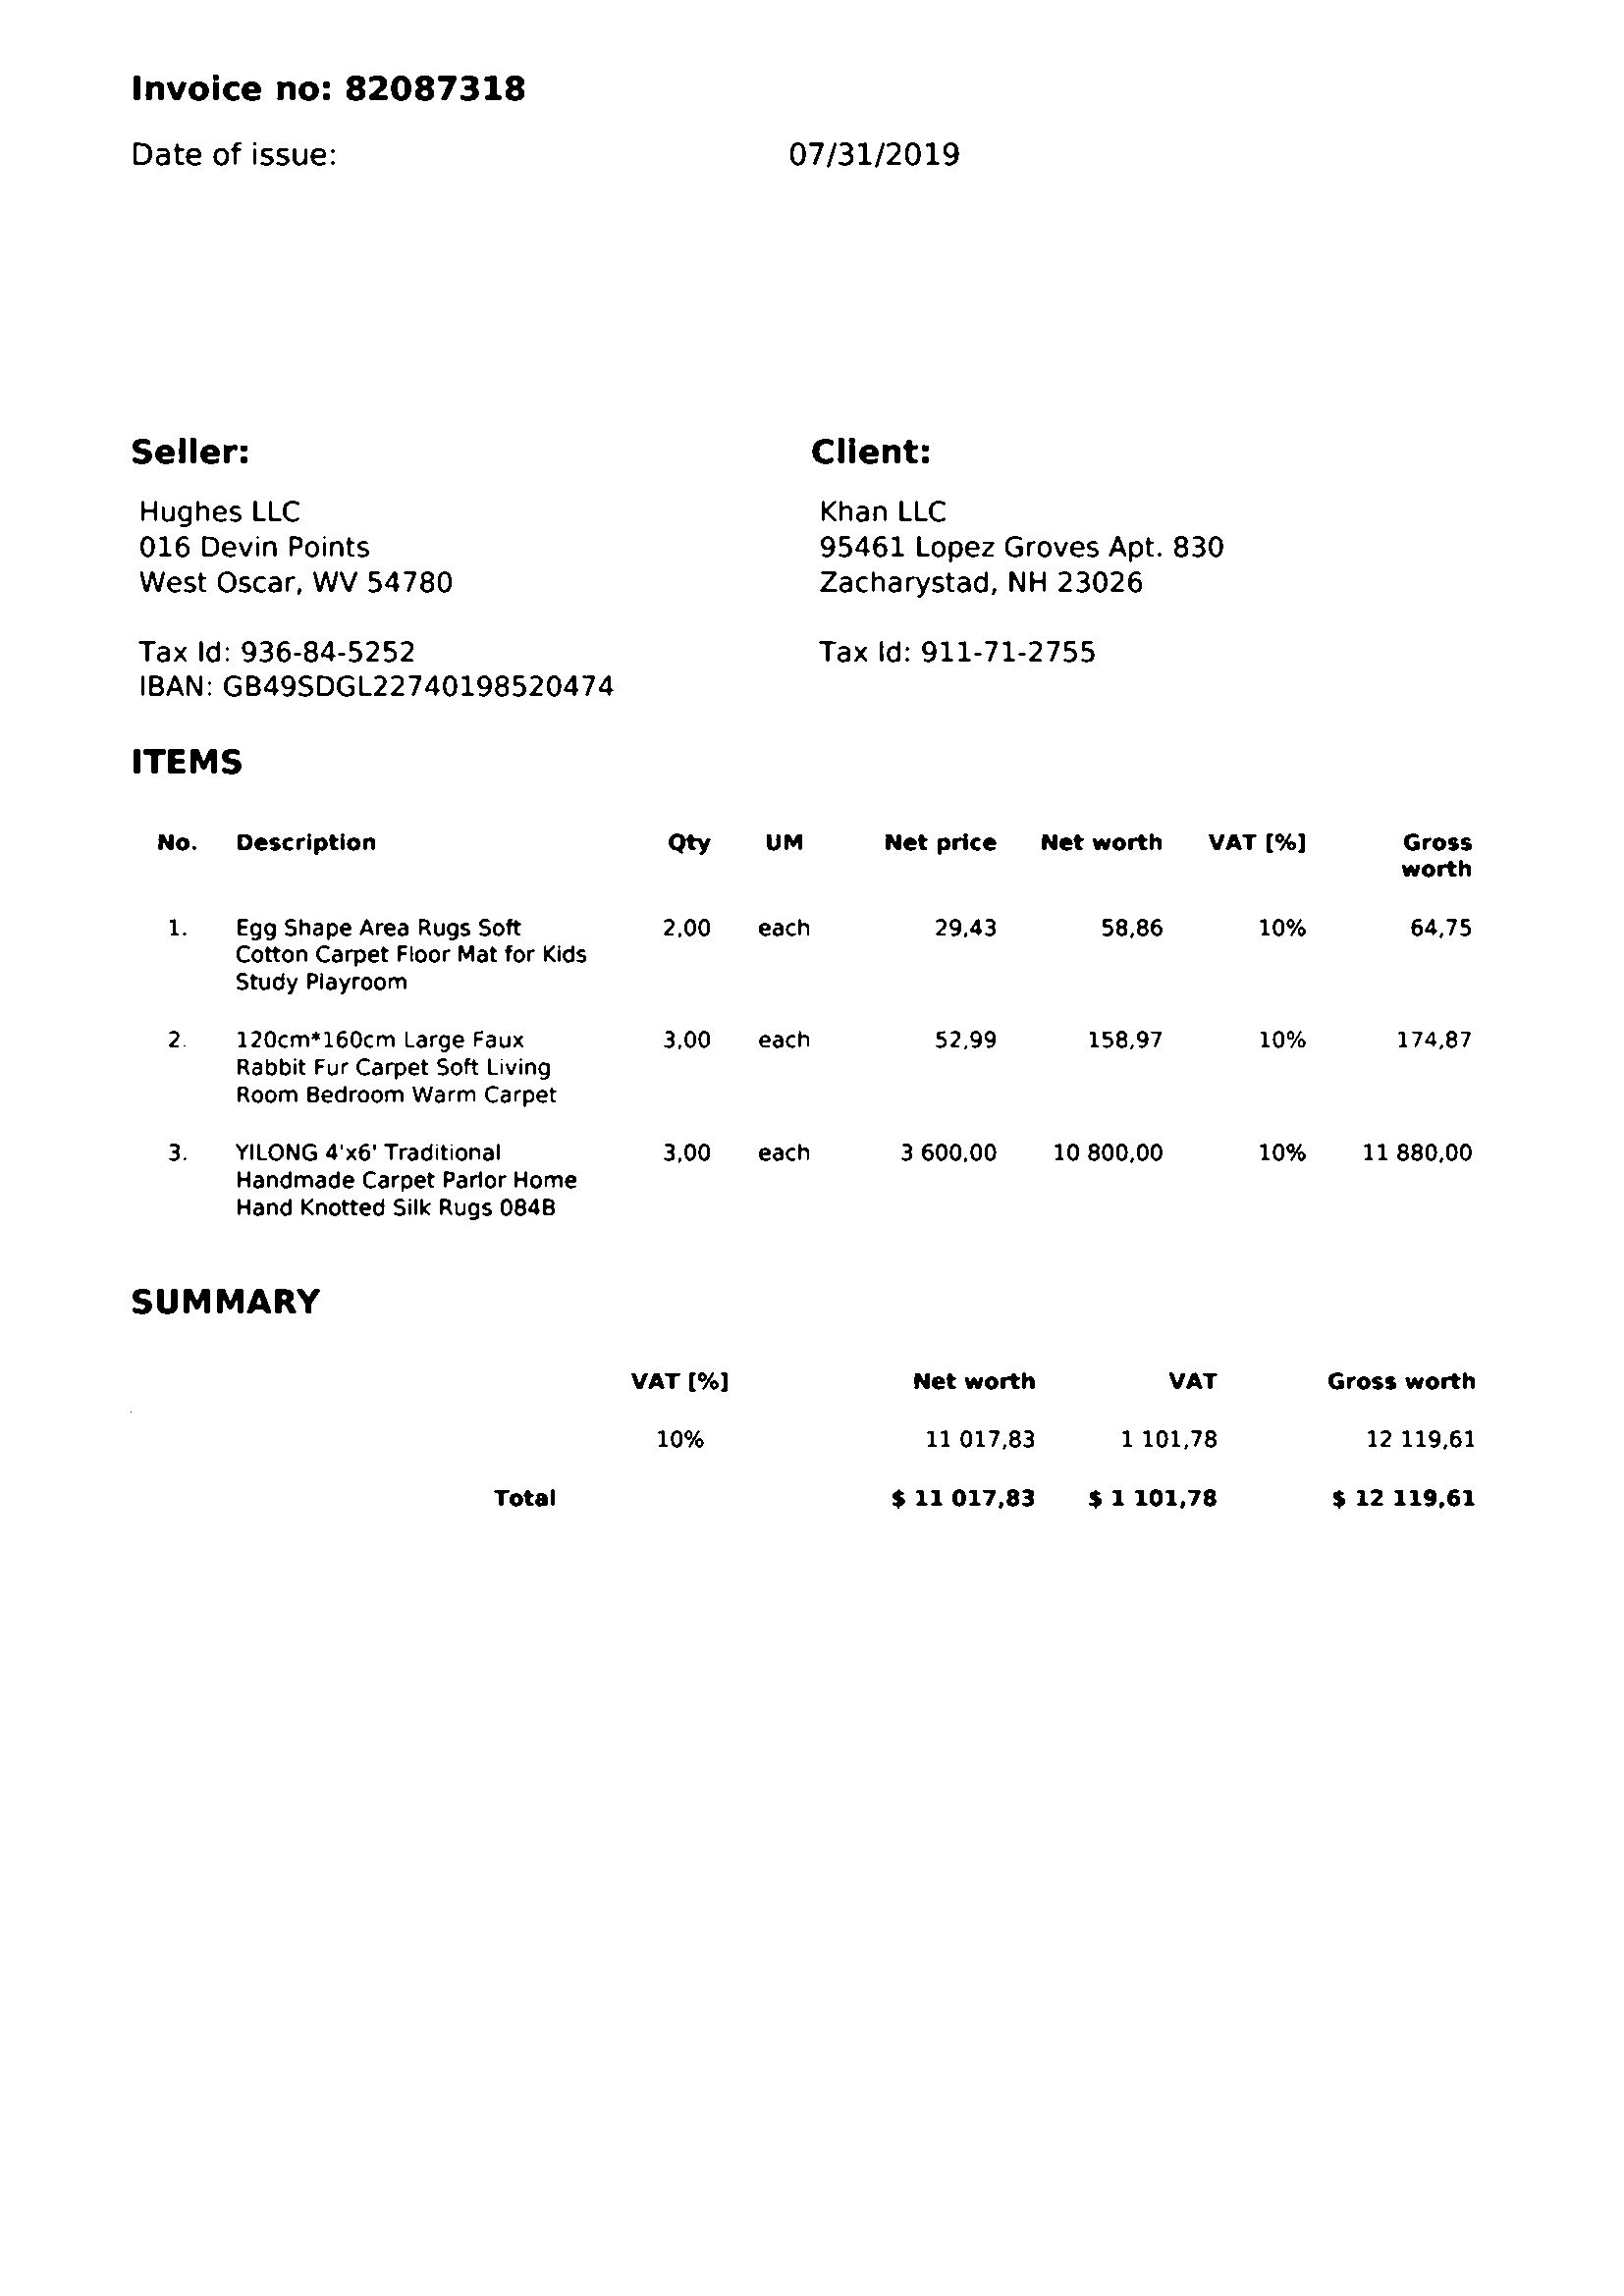 Invoice no: 82087318
Date of issue: 07/31/2019
Seller:
Hughes LLC
016 Devin Points
West Oscar, WV 54780
Tax Id: 936-84-5252
IBAN: GB49SDGL22740198520474
Client:
Khan LLC
95461 Lopez Groves Apt. 830
Zacharystad, NH 23026
Tax Id: 911-71-2755
ITEMS
No. Description Qty UM Net price Net worth VAT [%] Gross
worth
1. Egg Shape Area Rugs Soft 2,00 each 29,43 58,86 10% 64,75
Cotton Carpet Floor Mat for Kids
Study Playroom
2. 120cm*160cm Large Faux 3,00 each 52,99 158,97 10% 174,87
Rabbit Fur Carpet Soft Living
Room Bedroom Warm Carpet
3. YILONG 4'x6' Traditional 3,00 each 3 600,00 10 800,00 10% 11 880,00
Handmade Carpet Parlor Home
Hand Knotted Silk Rugs 084B
SUMMARY
VAT [%] Net worth VAT Gross worth
10% 11 017,83 1 101,78 12 119,61
Total $ 11 017,83 $ 1 101,78 $ 12 119,61